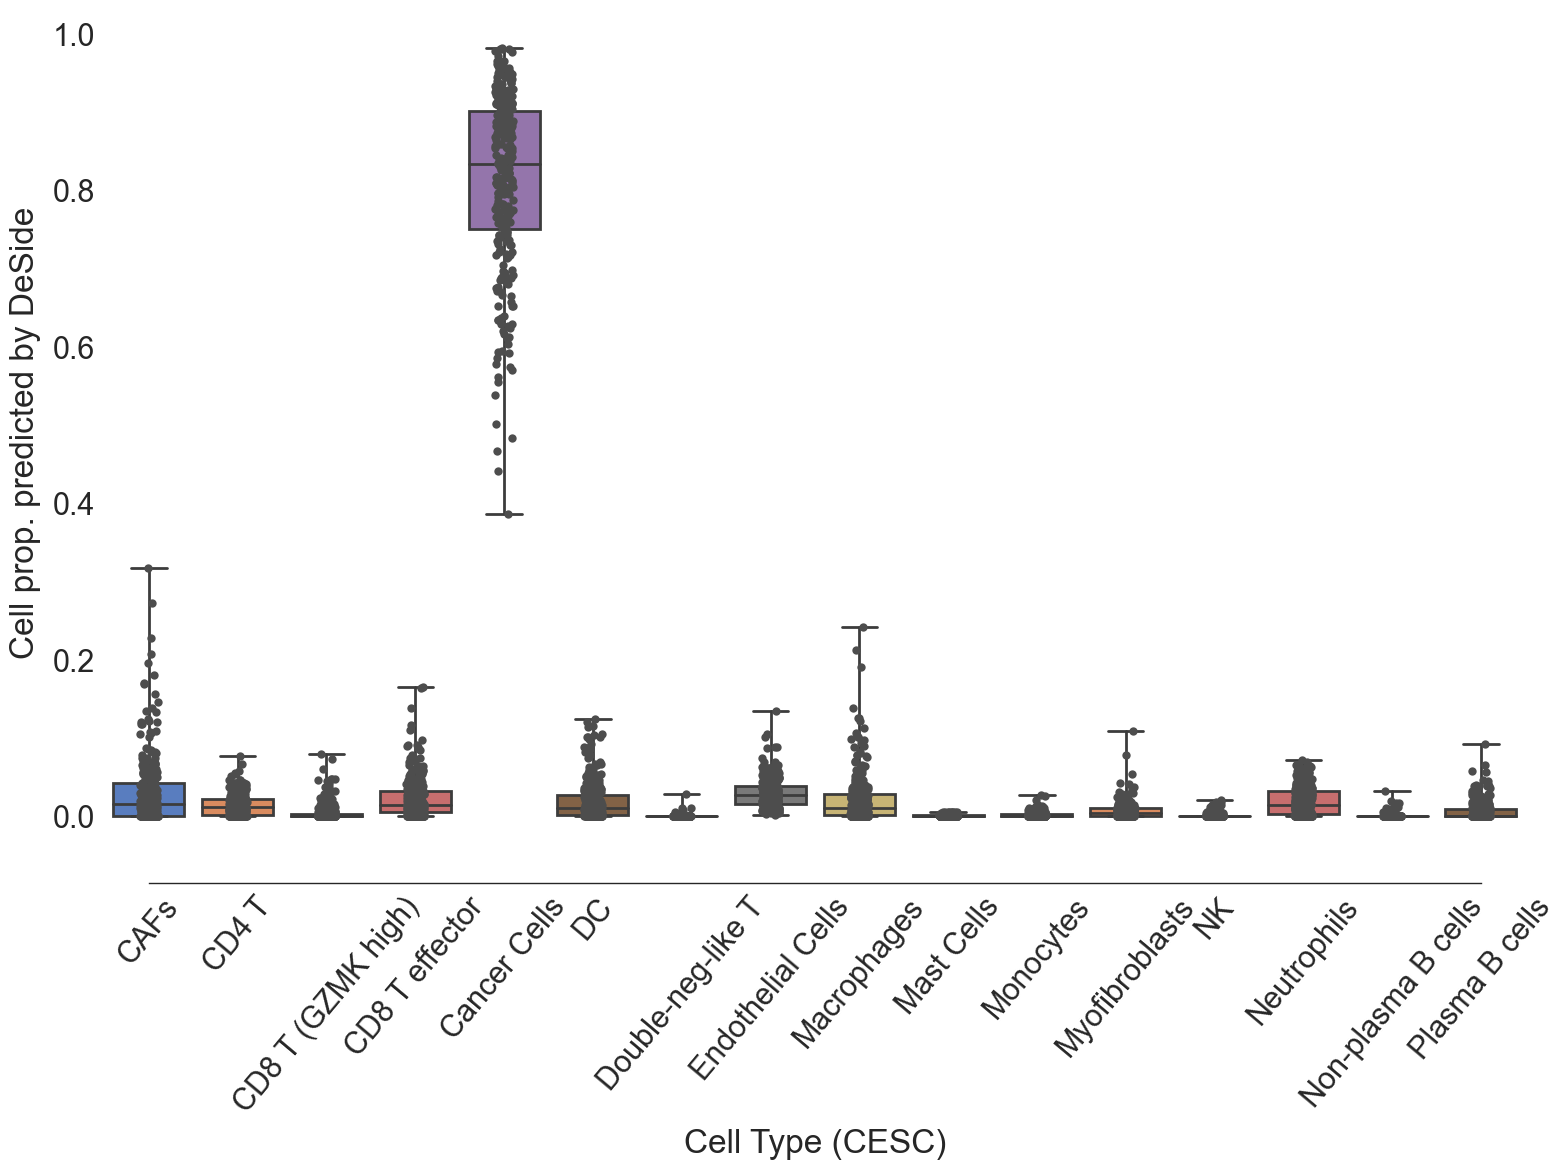 Cell prop. predicted by DeSide
1.0
0.8
0.6
0.4
0.2
0.0
CAFs
CD4 T
CD8 T (GZMK high)
CD8 T effector
Cancer Cells
DC
Double-neg-like T
Endothelial Cells
Macrophages
Mast Cells
Monocytes
Myofibroblasts
NK
Neutrophils
Non-plasma B cells
Plasma B cells
Cell Type (CESC)